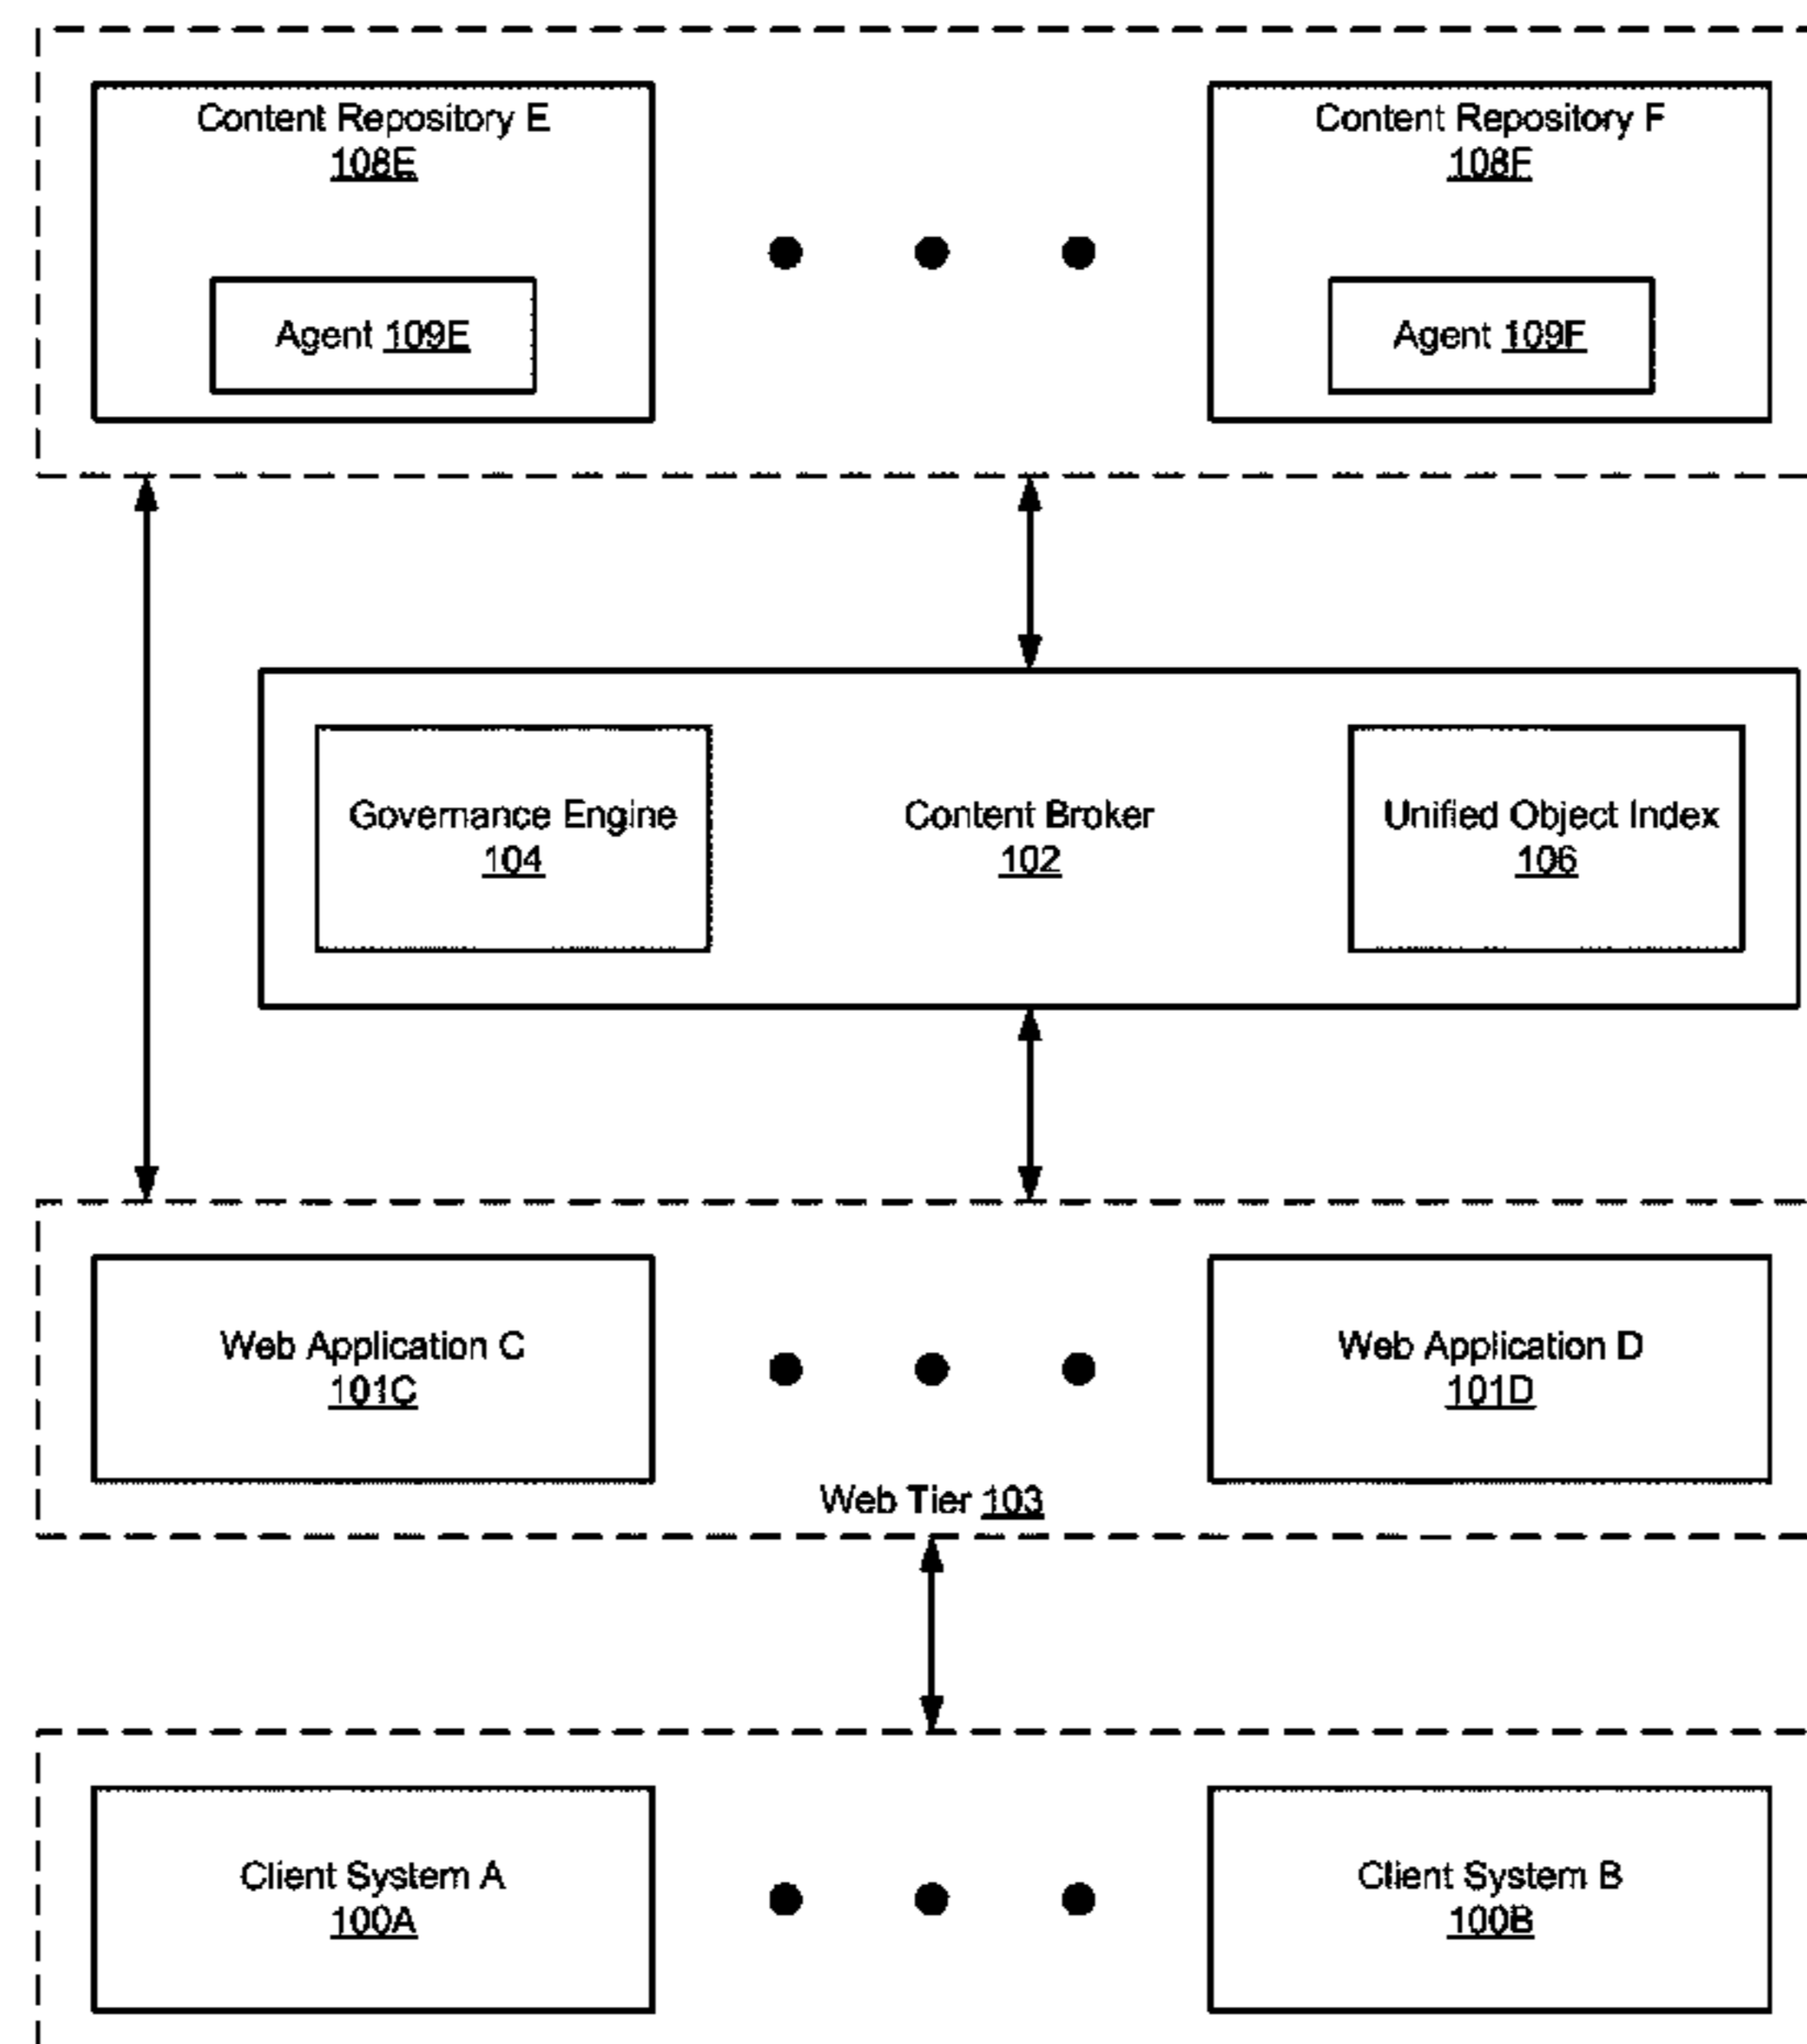 Content Repository E
108E
Content Repository F
108F
Agent 109E
Agent 109F
Governance Engine
104
Content Broker
102
Unified Object Index
106
Web Application C
101C
Web Application D
101D
Web Tier 103
Client System A
100A
Client System B
100B